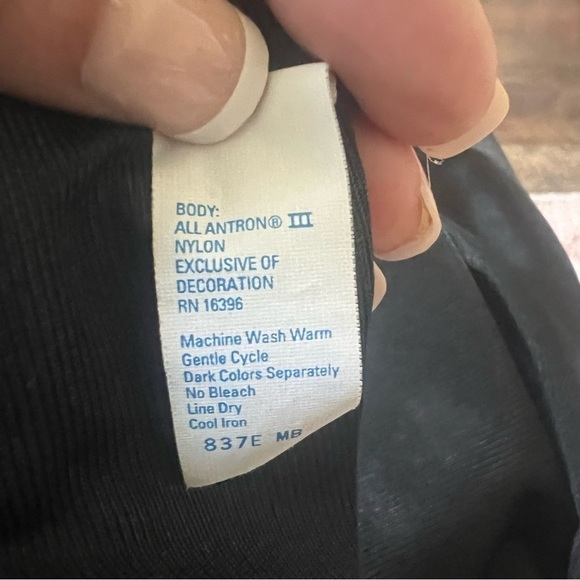 BODY:
ALL ANTRON® III
NYLON
EXCLUSIVE OF
DECORATION
RN 16396
Machine Wash Warm
Gentle Cycle
Dark Colors Separately
No Bleach
Line Dry
Cool Iron
837E MB